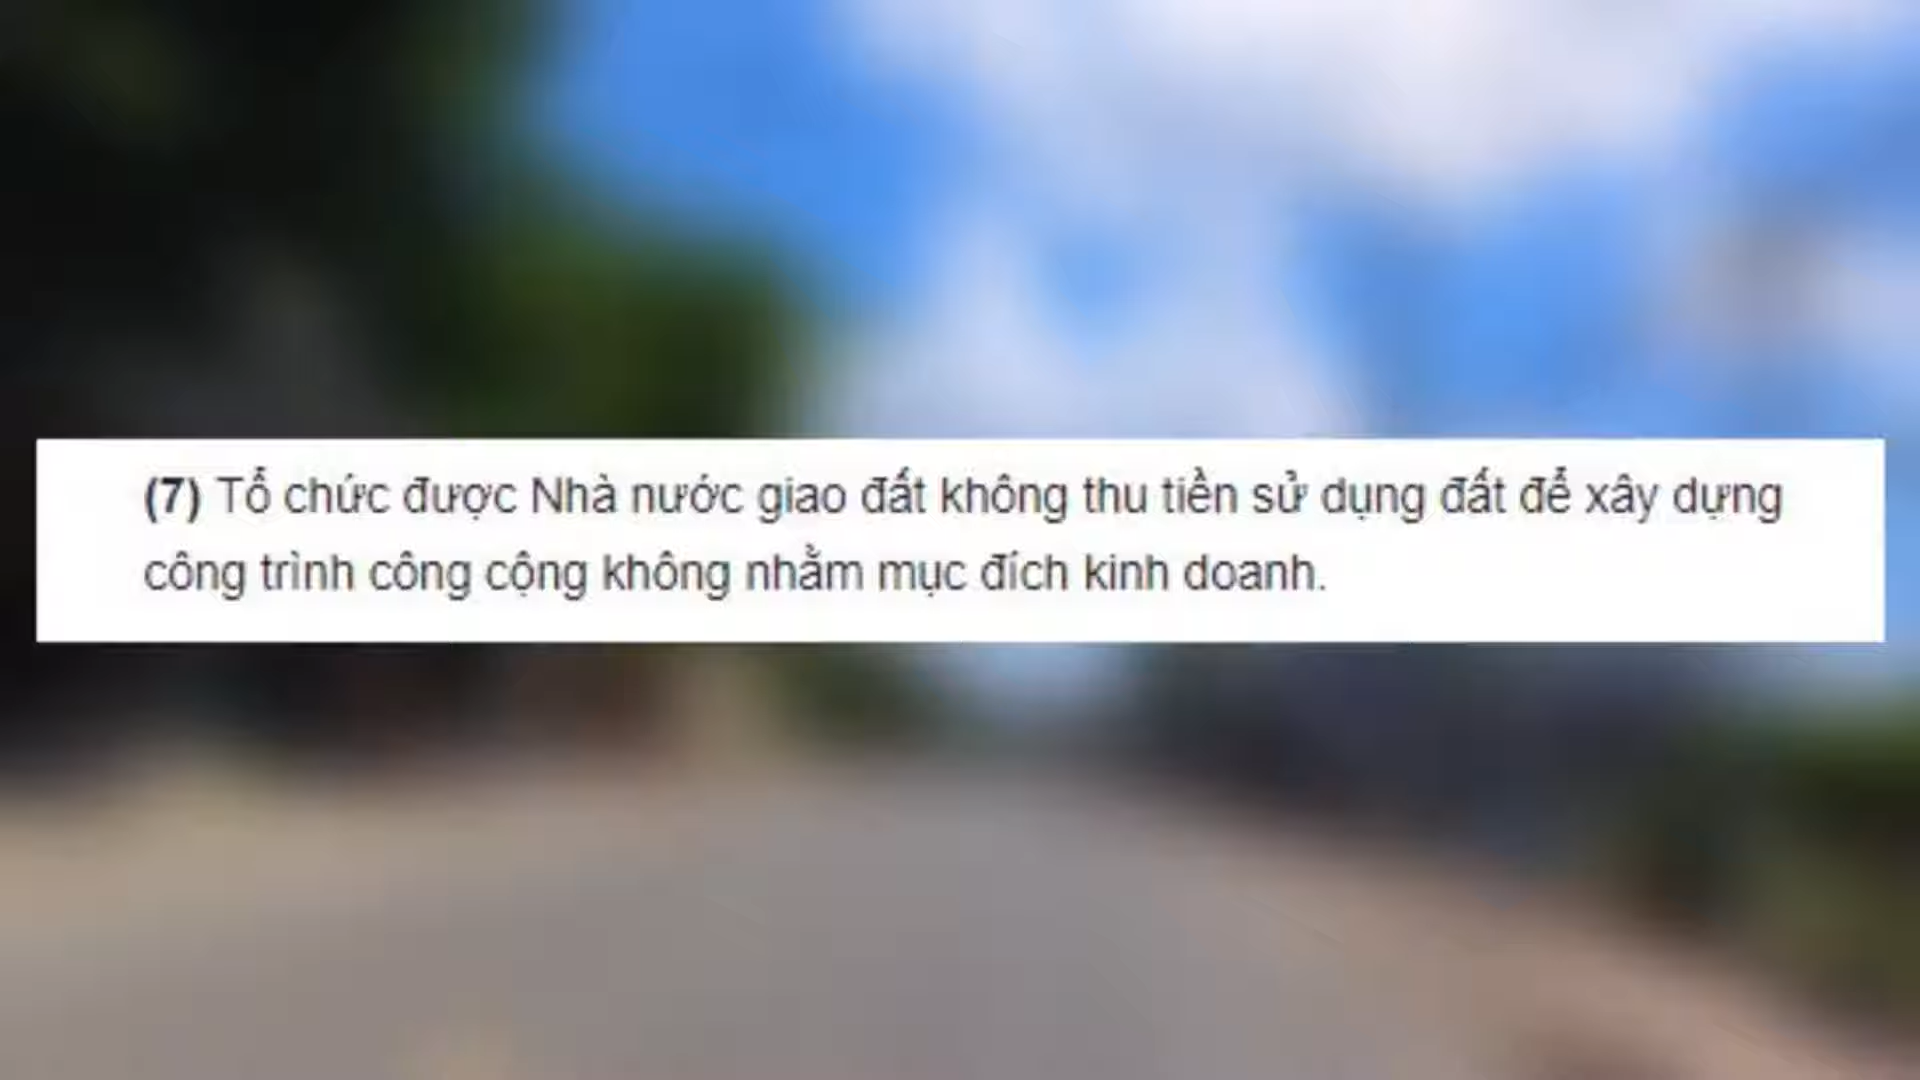 (7) Tổ chức được Nhà nước giao đất không thu tiền sử dụng đất để xây dựng
công trình công cộng không nhằm mục đích kinh doanh.